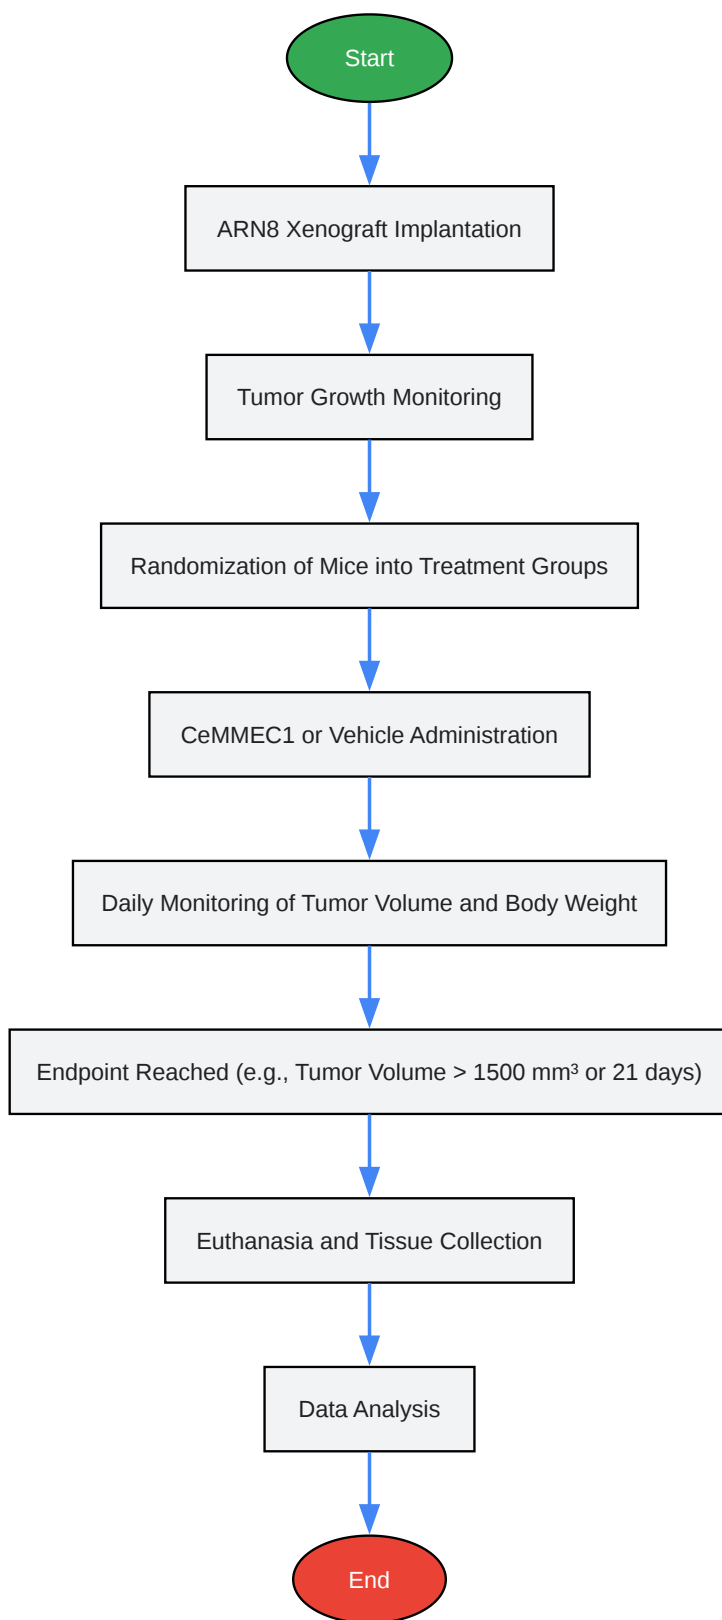 Start
ARN8 Xenograft Implantation
Tumor Growth Monitoring
Randomization of Mice into Treatment Groups
CeMMEC1 or Vehicle Administration
Daily Monitoring of Tumor Volume and Body Weight
Endpoint Reached (e.g., Tumor Volume > 1500 mm³ or 21 days)
Euthanasia and Tissue Collection
Data Analysis
End